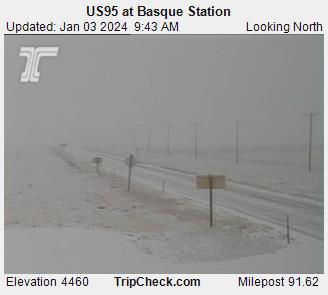 US95 at Basque Station
Updated: Jan 03 2024 9:43 AM Looking North
Elevation 4460 TripCheck.com Milepost 91.62